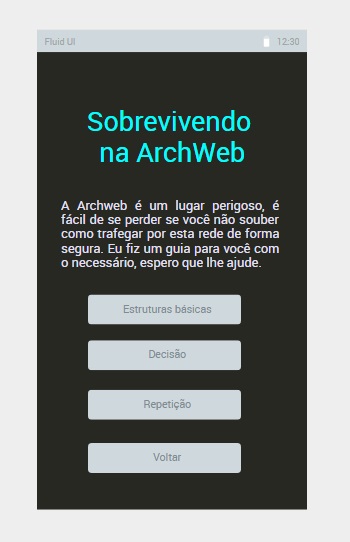 Fluid UI 12:30
Sobrevivendo
na ArchWeb
A Archweb é um lugar perigoso, é
fácil de se perder se você não souber
como trafegar por esta rede de forma
segura. Eu fiz um guia para você com
o necessário, espero que lhe ajude.
Estruturas básicas
Decisão
Repetição
Voltar